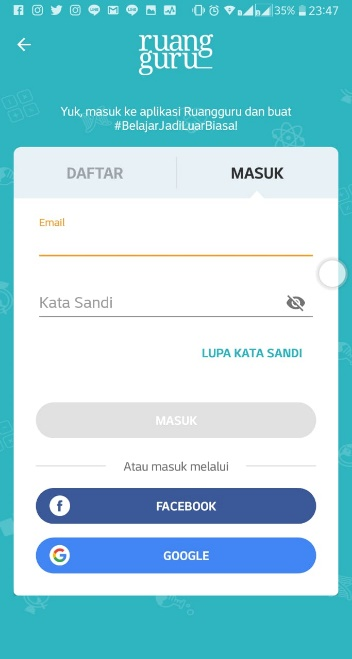 35% 23:47
ruang
guru
Yuk, masuk ke aplikasi Ruangguru dan buat
#BelajarJadiLuarBiasa!
DAFTAR MASUK
Email
Kata Sandi
LUPA KATA SANDI
MASUK
Atau masuk melalui
FACEBOOK
GOOGLE